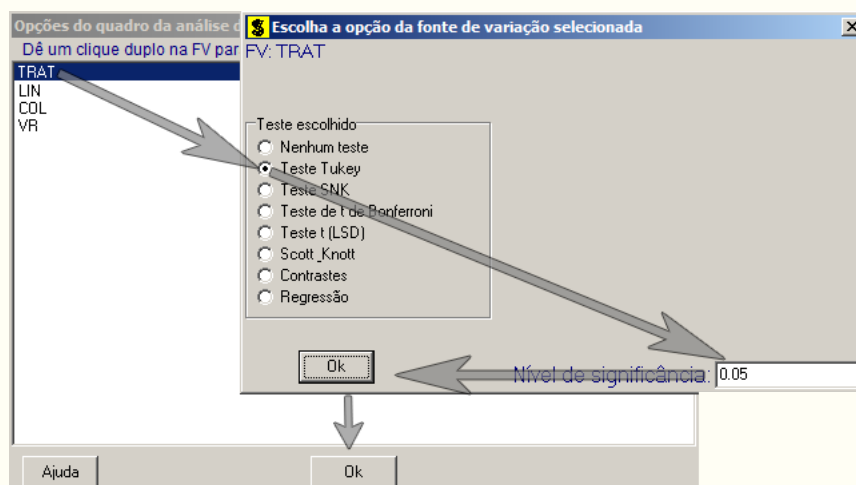 Opções do quadro da análise d
Dê um clique duplo na FV par
TRAT
LIN
COL
VR
Escolha a opção da fonte de variação selecionada
FV: TRAT
Teste escolhido
Nenhum teste
Teste Tukey
Teste SNK
Teste de t de Bonferroni
Teste t (LSD)
Scott_Knott
Contrastes
Regressão
Ok
Nível de significância:
0.05
Ajuda
Ok